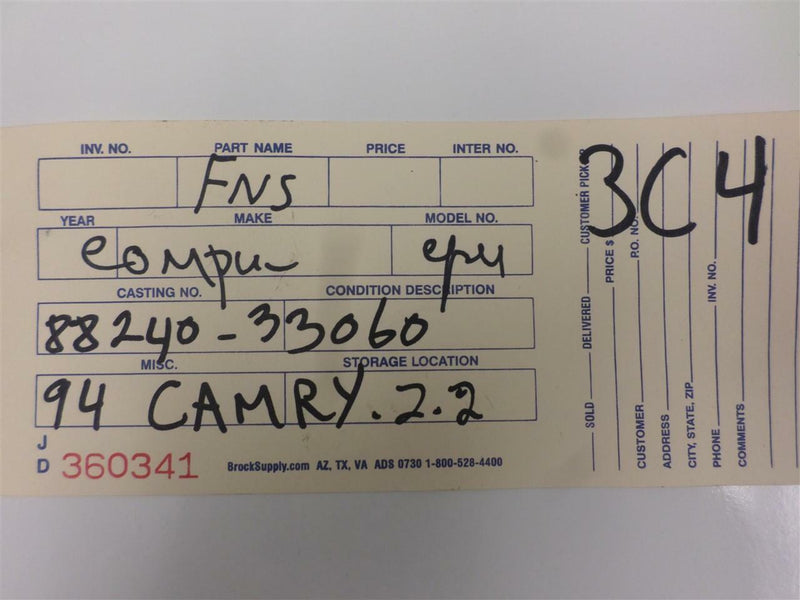 INV. NO. PART NAME PRICE INTER NO.
FNS
YEAR MAKE MODEL NO.
COMPU- CPU
CASTING NO. CONDITION DESCRIPTION
88240-33060
MISC. STORAGE LOCATION
94 CAMRY. 2.2
J
D 360341 BrockSupply.com AZ, TX, VA ADS 0730 1-800-528-4400
3C4
SOLD DELIVERED CUSTOMER PICK
PRICE $
P.O. NO.
CUSTOMER
ADDRESS
CITY, STATE, ZIP
PHONE INV. NO.
COMMENTS